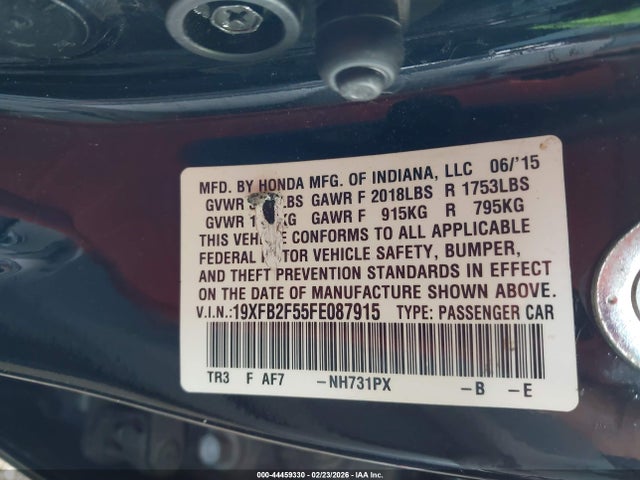 MFD. BY HONDA MFG. OF INDIANA, LLC 06/'15
GVWR LBS GAWR F 2018LBS R 1753LBS
GVWR KG GAWR F 915KG R 795KG
THIS VEHICLE CONFORMS TO ALL APPLICABLE
FEDERAL MOTOR VEHICLE SAFETY, BUMPER,
AND THEFT PREVENTION STANDARDS IN EFFECT
ON THE DATE OF MANUFACTURE SHOWN ABOVE.
V.I.N.: 19XFB2F55FE087915 TYPE: PASSENGER CAR
TR3 F AF7 –NH731PX –B –E
000-44459330 - 02/23/2026 - IAA Inc.